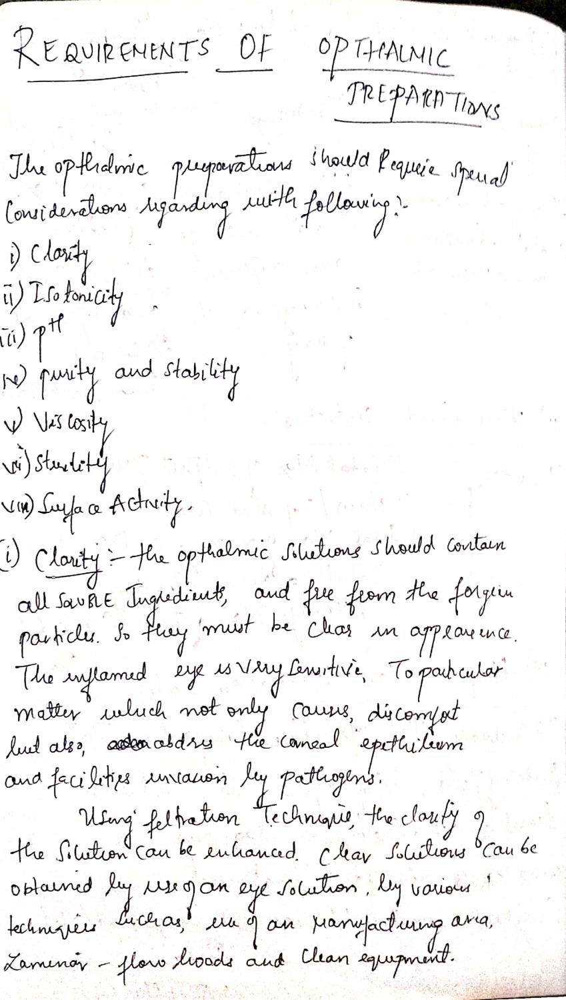 REQUIREMENTS OF OPTHALMIC
PREPARATIONS
The opthalmic preparations should Require special
Considerations regarding with following:-
i) Clarity
ii) Isotonicity
iii) pH
iv) purity and stability
v) Viscosity
vi) Sterility
vii) Surface Activity.
i) Clarity :- the opthalmic solutions should contain
all SOLUBLE Ingredients, and free from the forgein
particles. So they must be clear in appearence.
The inflamed eye is very sensitive, To particular
matter which not only causes, discomfort
but also, the corneal epithileum
and facilities invasion by pathogens.
Using filtration Technique, the clarity of
the Solution can be enhanced. Clear Solutions can be
obtained by use of an eye solution, by various
techniques such as, use of an Manufacturing area,
Lamenar - flow hoods and Clean equipment.